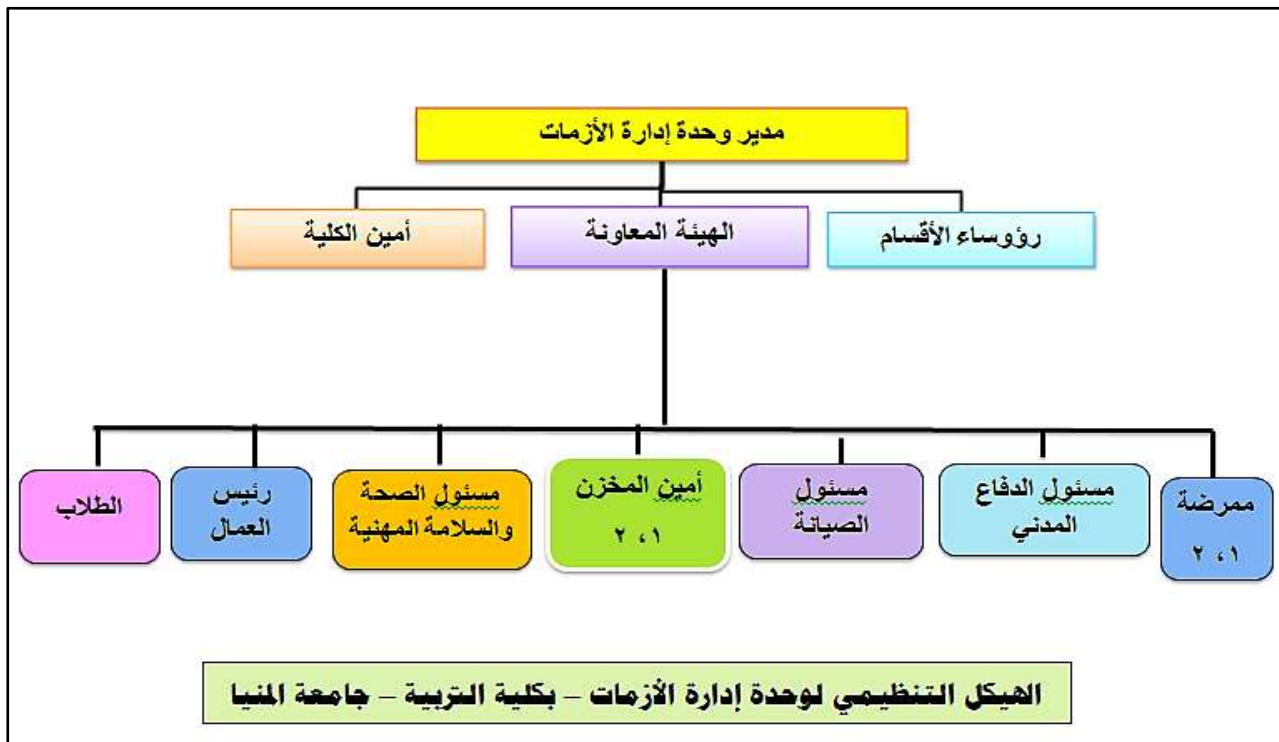 مدير وحدة إدارة الأزمات
رؤوساء الأقسام
الهيئة المعاونة
أمين الكلية
ممرضة
١، ٢
مسئول الدفاع
المدني
مسئول
الصيانة
أمين المخزن
١، ٢
مسئول الصحة
والسلامة المهنية
رئيس
العمال
الطلاب
الهيكل التنظيمي لوحدة إدارة الأزمات – بكلية التربية – جامعة المنيا